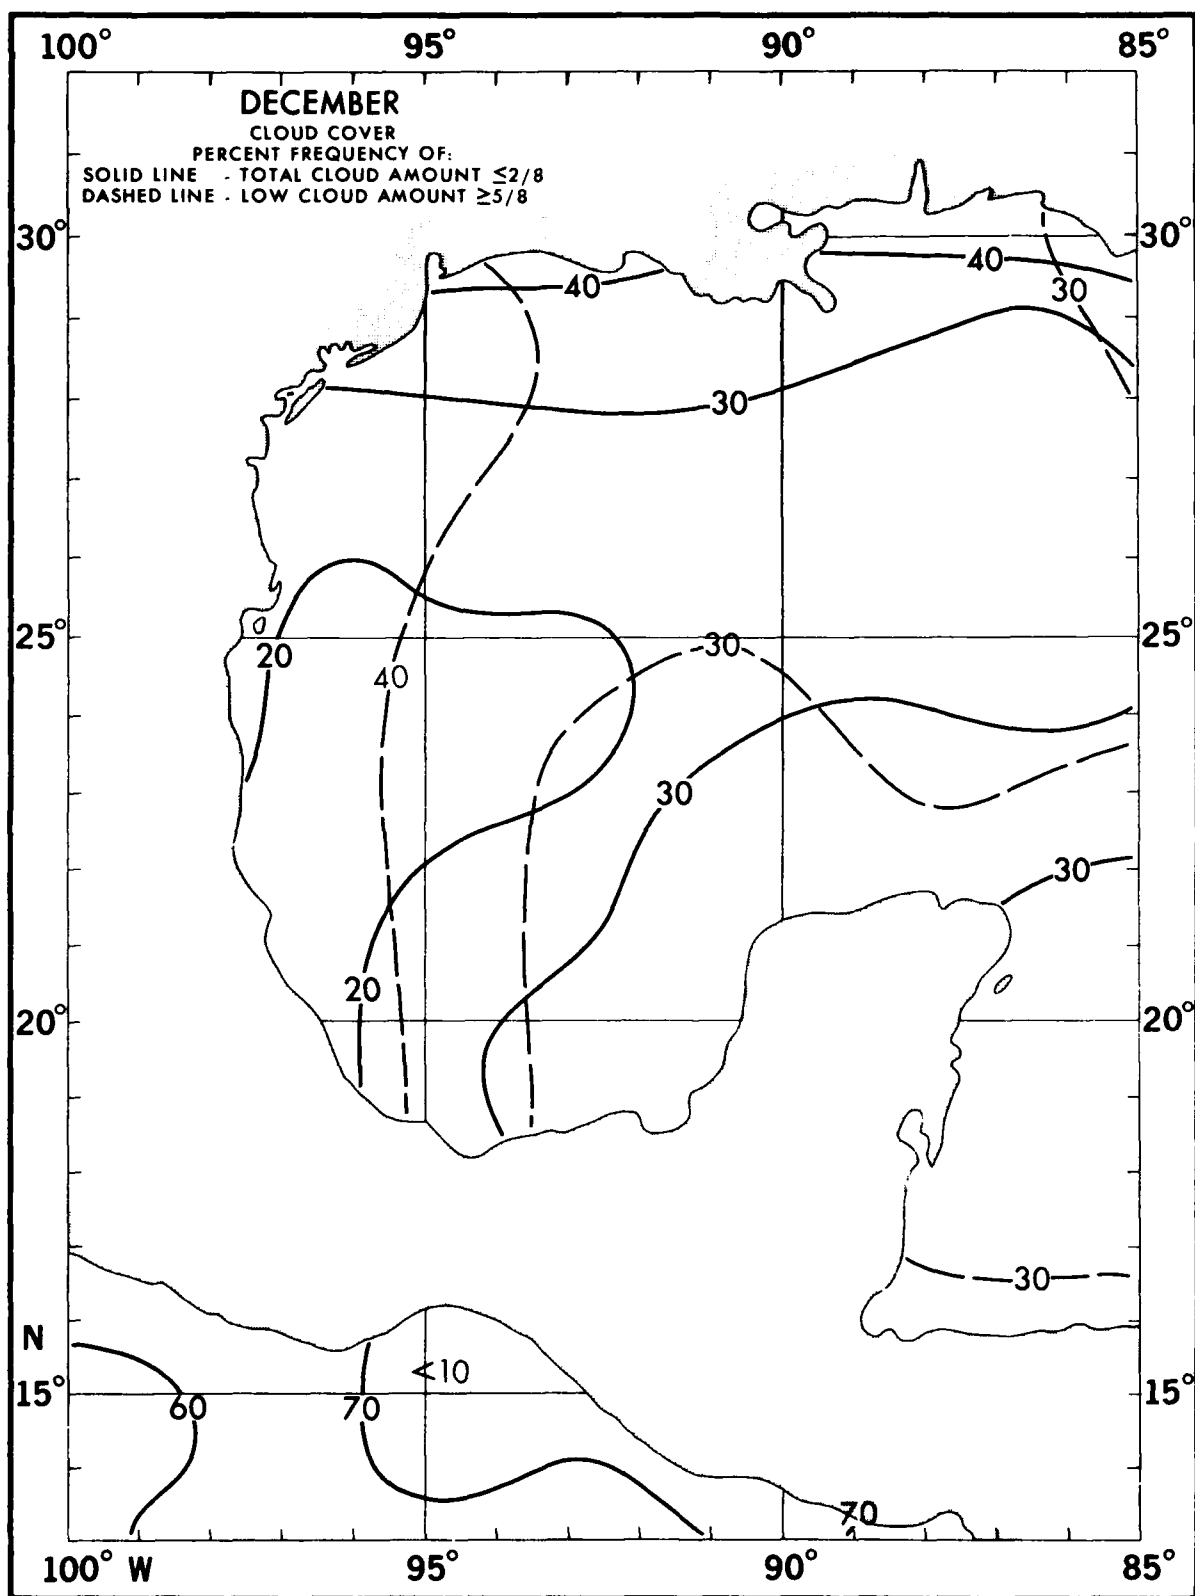 100° 95° 90° 85°
DECEMBER
CLOUD COVER
PERCENT FREQUENCY OF:
SOLID LINE - TOTAL CLOUD AMOUNT ≤2/8
DASHED LINE - LOW CLOUD AMOUNT ≥5/8
30° 30°
40 40
30
30
25° 30 25°
20 40
30
30
20
20° 20°
30
N
<10
15° 60 70 15°
70
100° W 95° 90° 85°